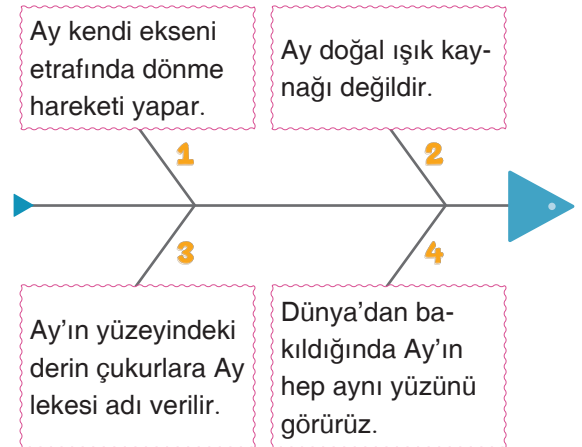 Ay kendi ekseni
etrafında dönme
hareketi yapar.
Ay doğal ışık kay-
nağı değildir.
1
2
3
4
Ay'ın yüzeyindeki
derin çukurlara Ay
lekesi adı verilir.
Dünya'dan ba-
kıldığında Ay'ın
hep aynı yüzünü
görürüz.